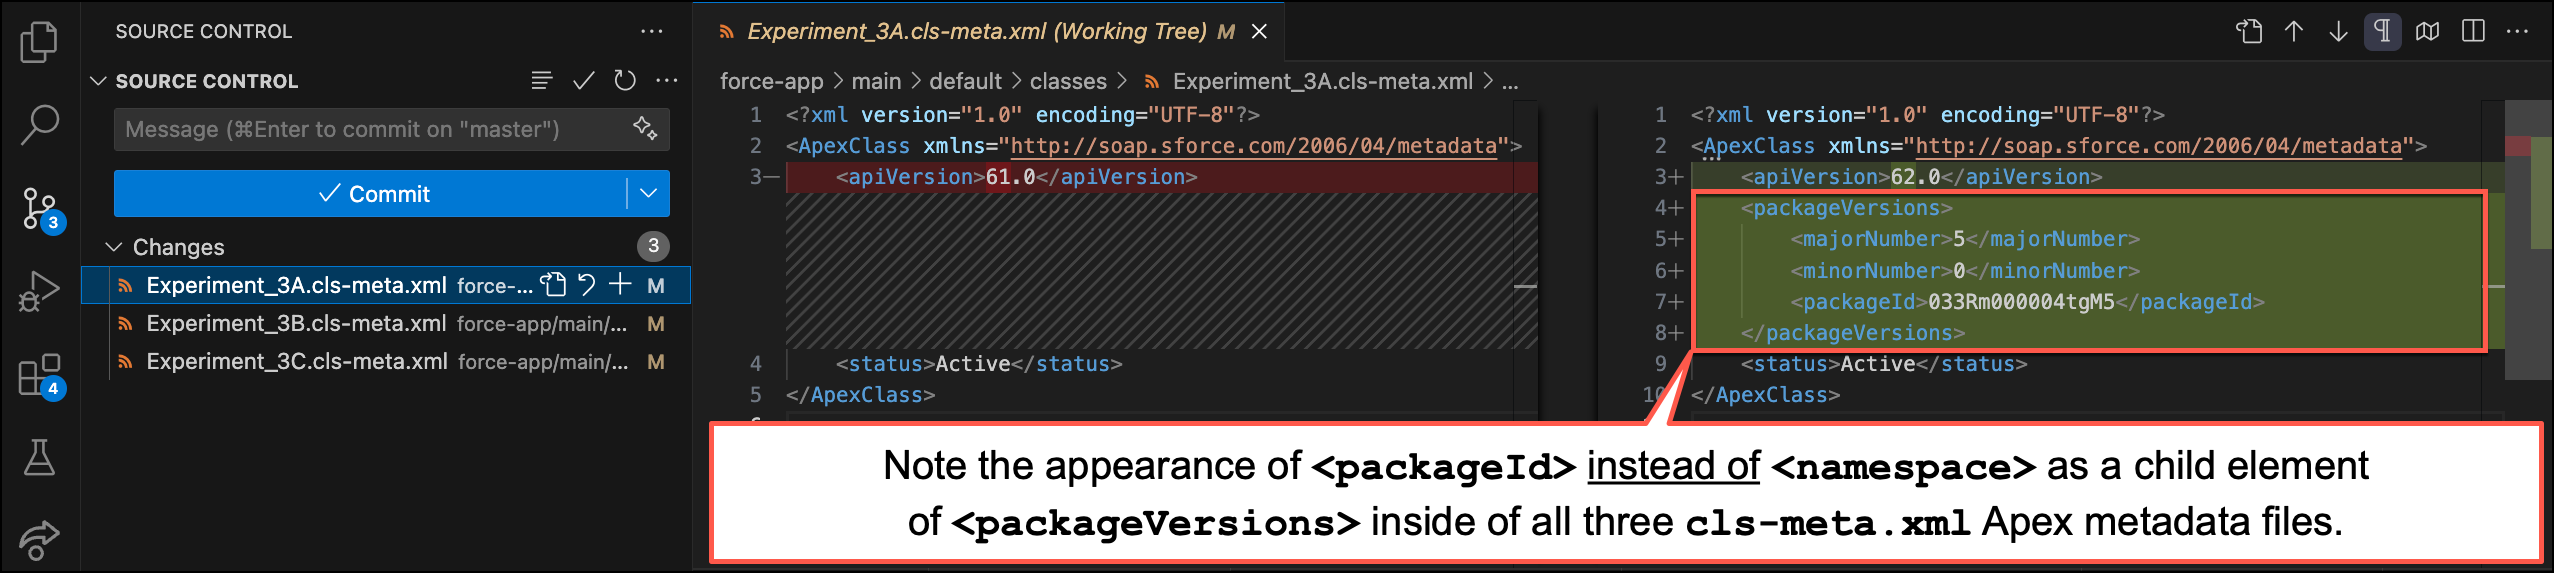 SOURCE CONTROL
SOURCE CONTROL
Message (⌘Enter to commit on "master")
Commit
Changes
3
Experiment_3A.cls-meta.xml force-... M
Experiment_3B.cls-meta.xml force-app/main/... M
Experiment_3C.cls-meta.xml force-app/main/... M
3
4
Experiment_3A.cls-meta.xml (Working Tree) M
force-app > main > default > classes > Experiment_3A.cls-meta.xml > ...
1 <?xml version="1.0" encoding="UTF-8"?>
2 <ApexClass xmlns="http://soap.sforce.com/2006/04/metadata">
3— <apiVersion>61.0</apiVersion>
4 <status>Active</status>
5 </ApexClass>
1 <?xml version="1.0" encoding="UTF-8"?>
2 <ApexClass xmlns="http://soap.sforce.com/2006/04/metadata">
3+ <apiVersion>62.0</apiVersion>
4+ <packageVersions>
5+ <majorNumber>5</majorNumber>
6+ <minorNumber>0</minorNumber>
7+ <packageId>033Rm000004tgM5</packageId>
8+ </packageVersions>
9 <status>Active</status>
10 </ApexClass>
Note the appearance of <packageId> instead of <namespace> as a child element
of <packageVersions> inside of all three cls-meta.xml Apex metadata files.